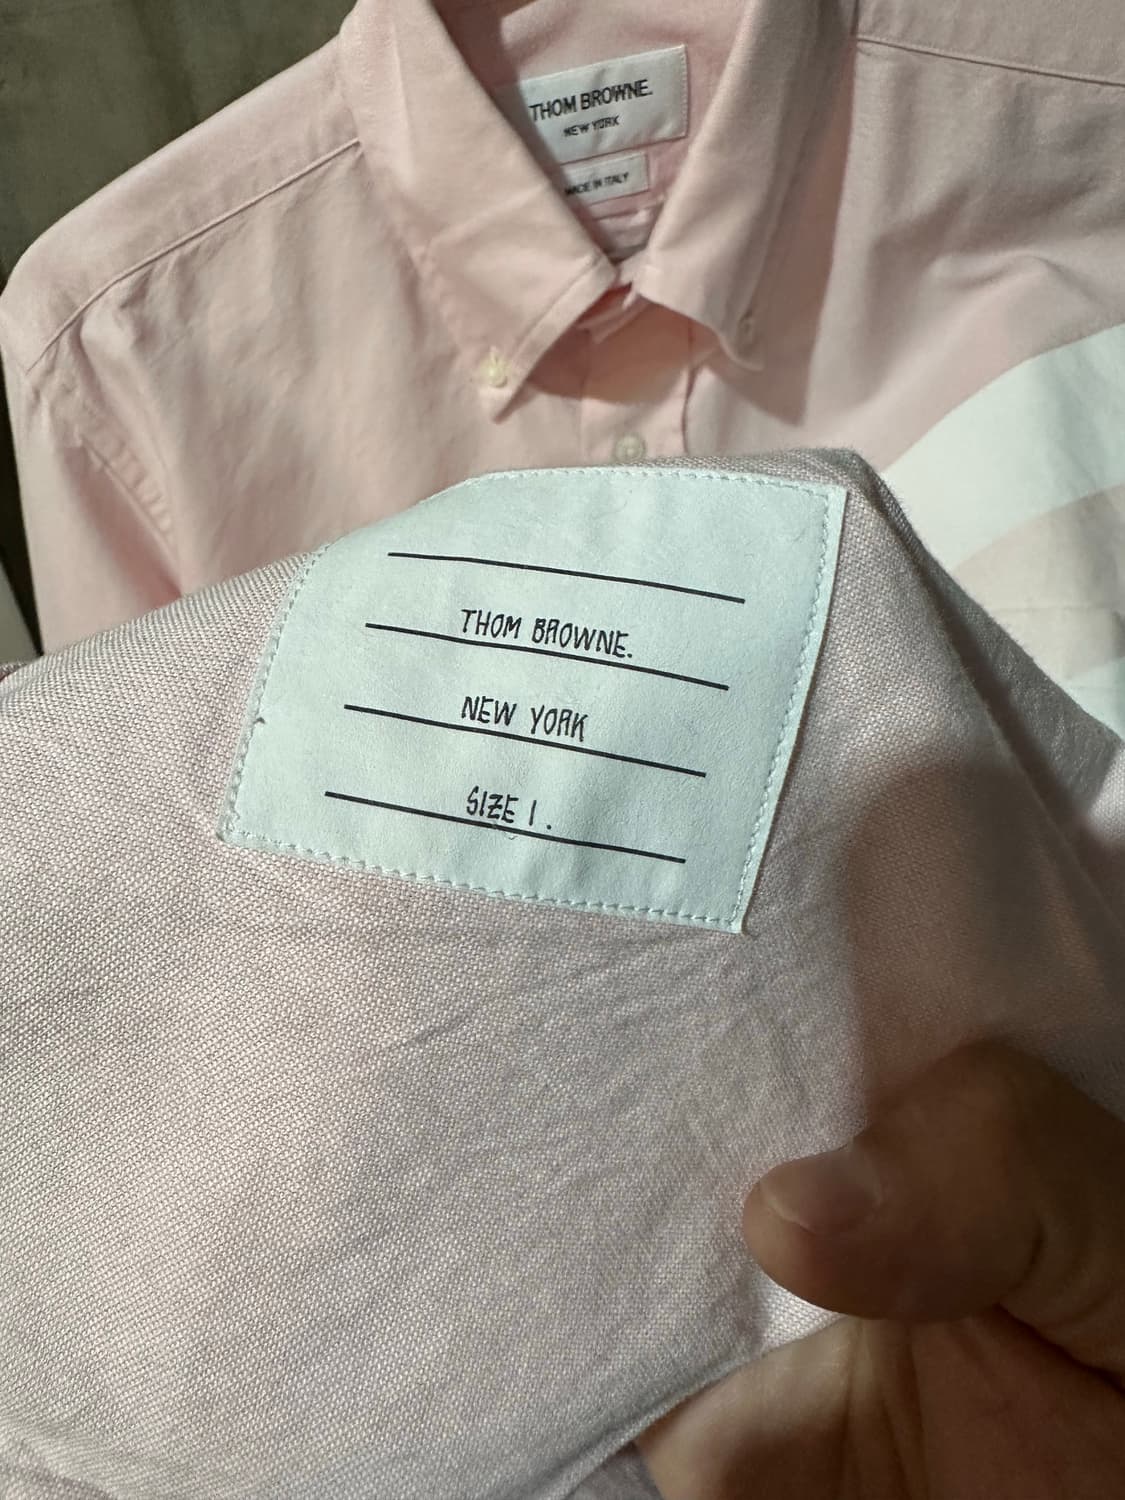 THOM BROWNE.
NEW YORK
MADE IN ITALY
THOM BROWNE.
NEW YORK
SIZE 1.